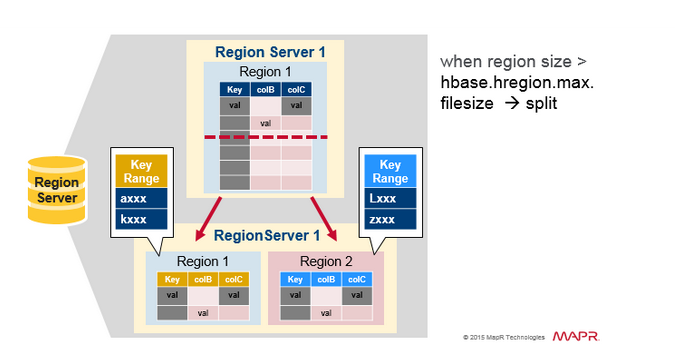 Region Server 1
Region 1
Key colB colC
val val
val
when region size >
hbase.hregion.max.
filesize → split
Region
Server
Key
Range
axxx
kxxx
Key
Range
Lxxx
zxxx
RegionServer 1
Region 1
Key colB colC
val val
val
Region 2
Key colB colC
val val
val
© 2015 MapR Technologies MAPR